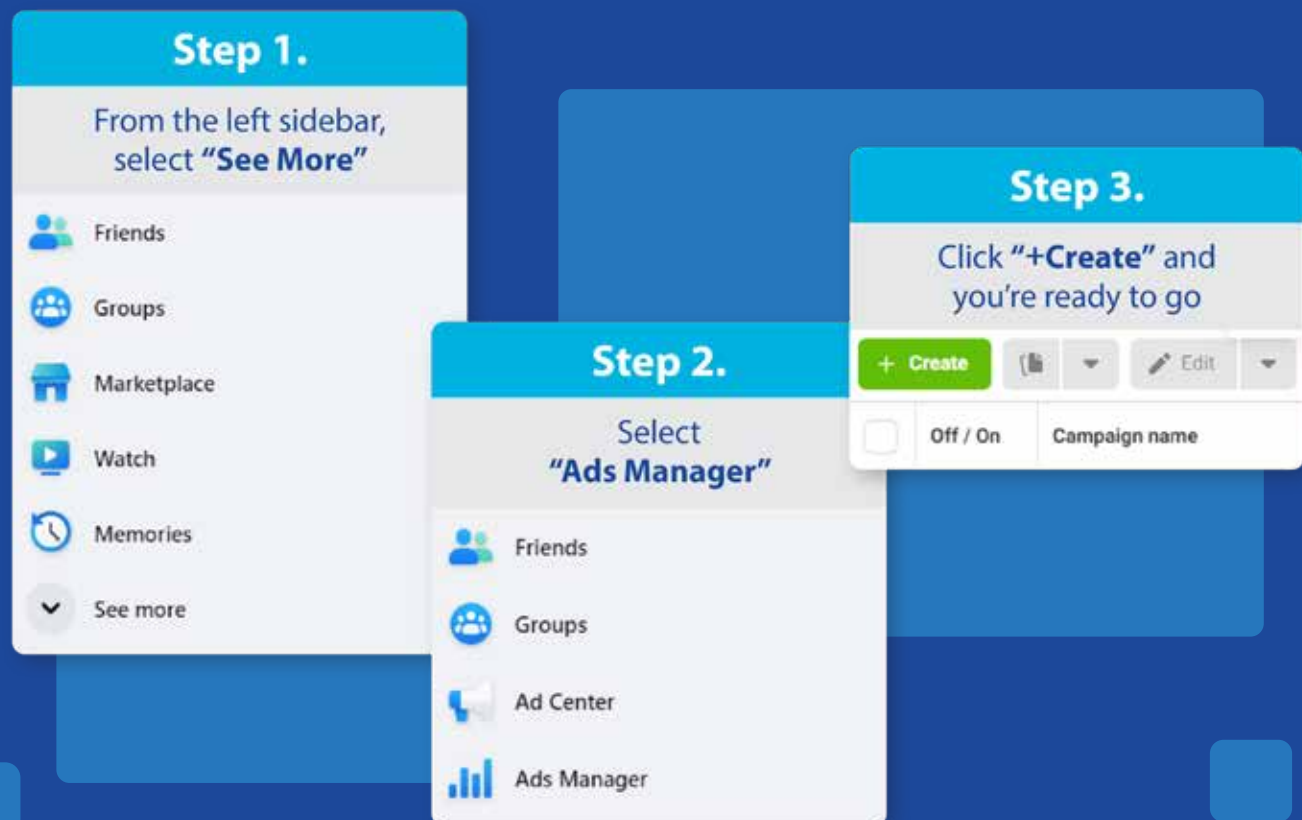 Step 1.
From the left sidebar,
select “See More”
Friends
Groups
Marketplace
Watch
Memories
See more
Step 2.
Select
“Ads Manager”
Friends
Groups
Ad Center
Ads Manager
Step 3.
Click “+Create” and
you’re ready to go
+ Create Edit
Off / On Campaign name